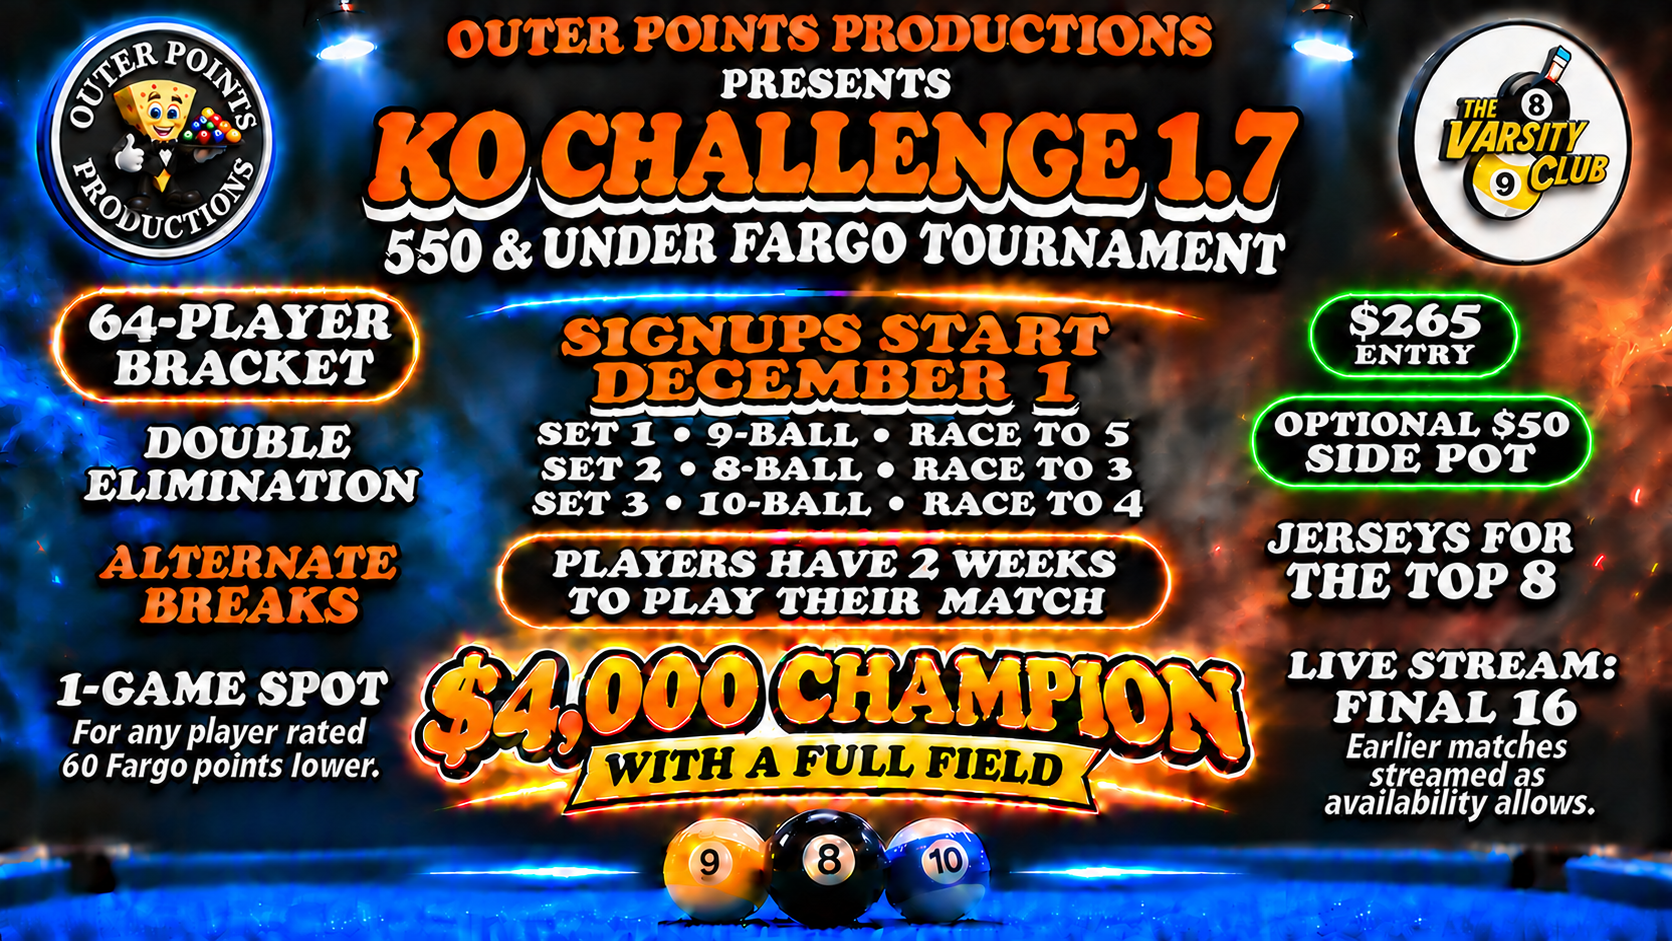 OUTER POINTS PRODUCTIONS
PRESENTS
KO CHALLENGE 1.7
550 & UNDER FARGO TOURNAMENT
OUTER POINTS
PRODUCTIONS
THE
VARSITY
CLUB
8
9
64-PLAYER
BRACKET
DOUBLE
ELIMINATION
ALTERNATE
BREAKS
1-GAME SPOT
For any player rated
60 Fargo points lower.
SIGNUPS START
DECEMBER 1
SET 1 • 9-BALL • RACE TO 5
SET 2 • 8-BALL • RACE TO 3
SET 3 • 10-BALL • RACE TO 4
PLAYERS HAVE 2 WEEKS
TO PLAY THEIR MATCH
$4,000 CHAMPION
WITH A FULL FIELD
$265
ENTRY
OPTIONAL $50
SIDE POT
JERSEYS FOR
THE TOP 8
LIVE STREAM:
FINAL 16
Earlier matches
streamed as
availability allows.
9 8 10